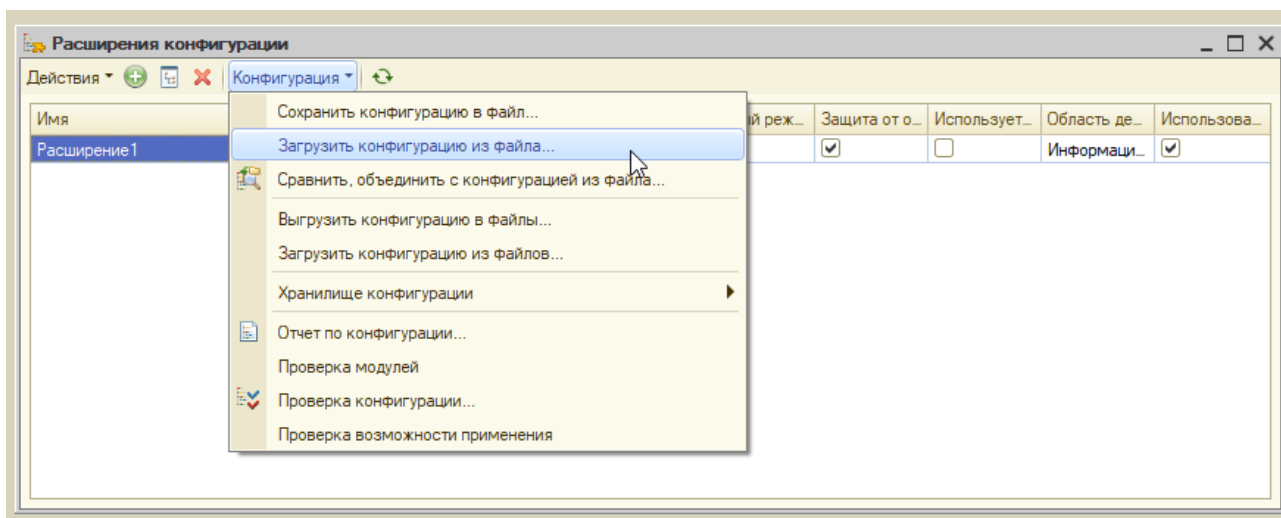 Расширения конфигурации
Действия Конфигурация
Имя й реж... Защита от о... Использует... Область де... Использова...
Расширение1 Информаци...
Сохранить конфигурацию в файл...
Загрузить конфигурацию из файла...
Сравнить, объединить с конфигурацией из файла...
Выгрузить конфигурацию в файлы...
Загрузить конфигурацию из файлов...
Хранилище конфигурации
Отчет по конфигурации...
Проверка модулей
Проверка конфигурации...
Проверка возможности применения